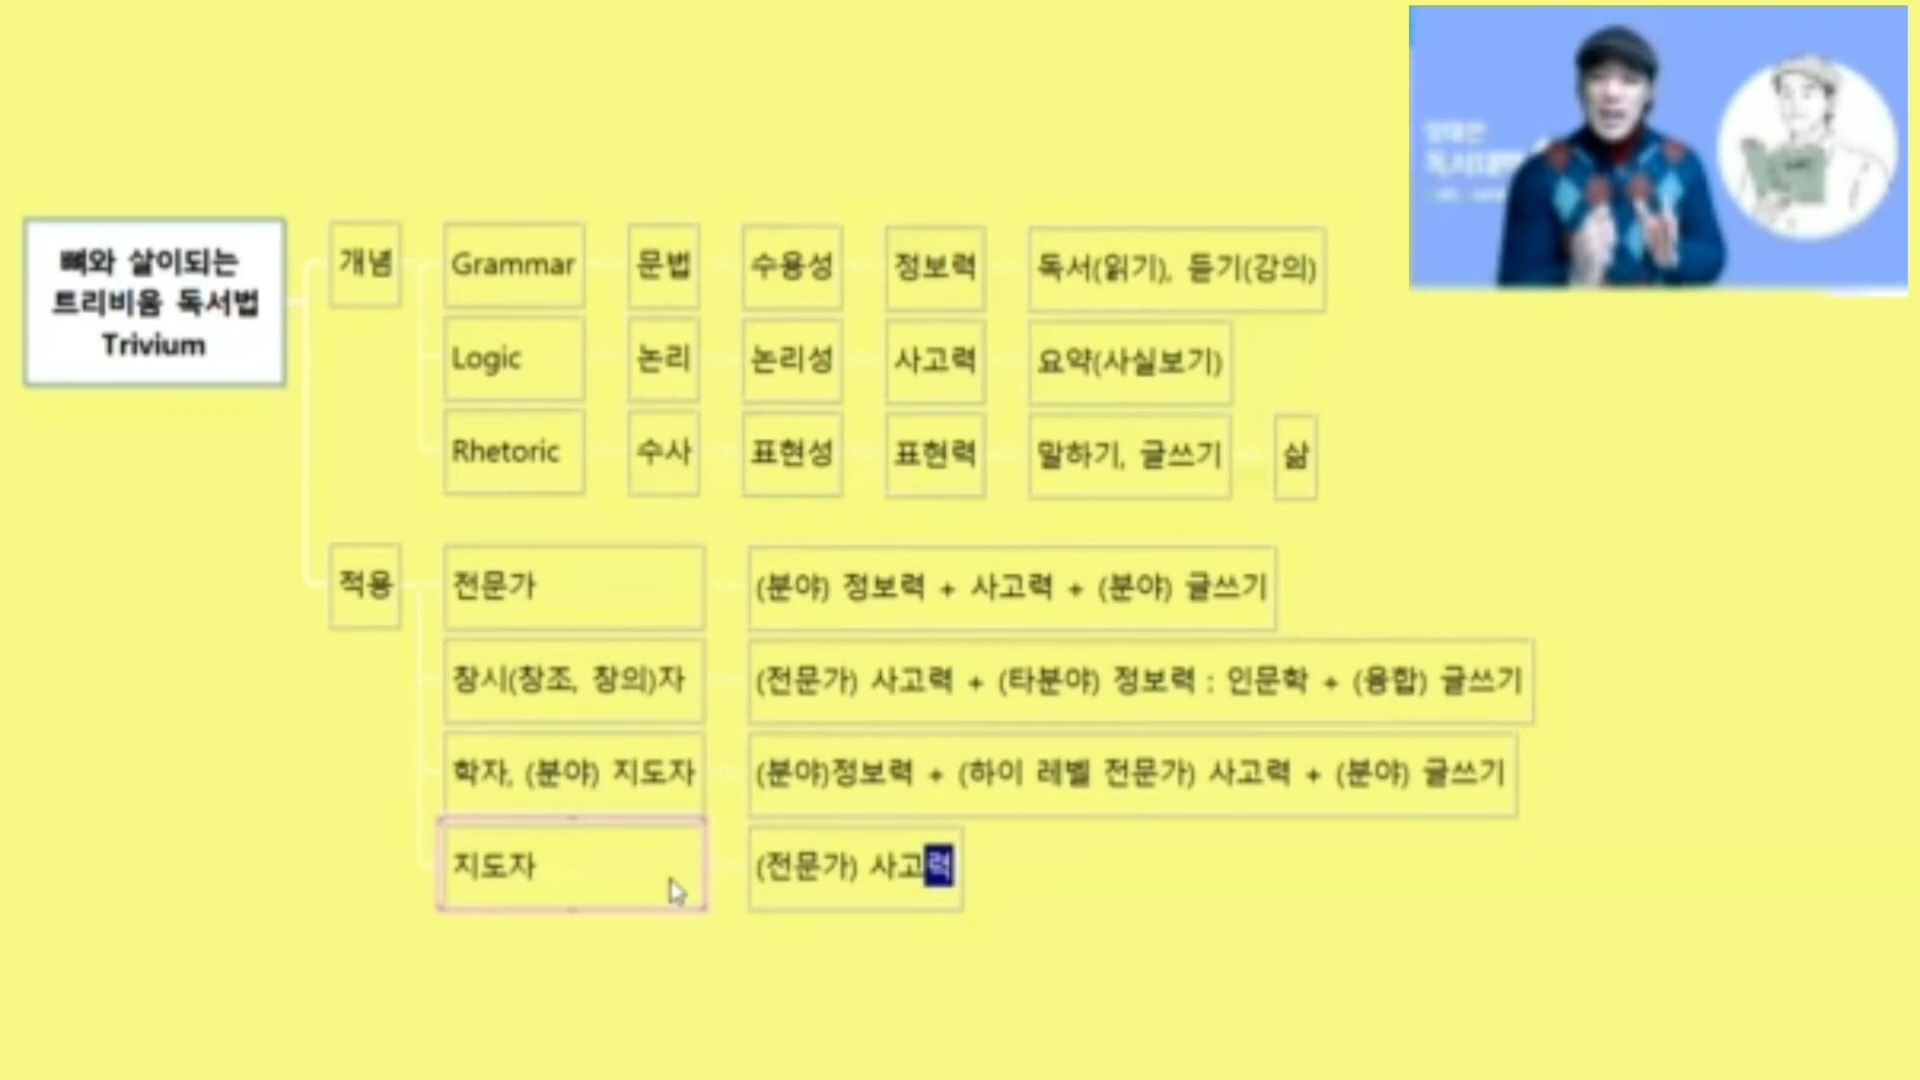 뼈와 살이되는
트리비움 독서법
Trivium
개념
Grammar
문법
수용성
정보력
독서(읽기), 듣기(강의)
Logic
논리
논리성
사고력
요약(사실보기)
Rhetoric
수사
표현성
표현력
말하기, 글쓰기
삶
적용
전문가
(분야) 정보력 + 사고력 + (분야) 글쓰기
창시(창조, 창의)자
(전문가) 사고력 + (타분야) 정보력 : 인문학 + (융합) 글쓰기
학자, (분야) 지도자
(분야)정보력 + (하이 레벨 전문가) 사고력 + (분야) 글쓰기
지도자
(전문가) 사고력